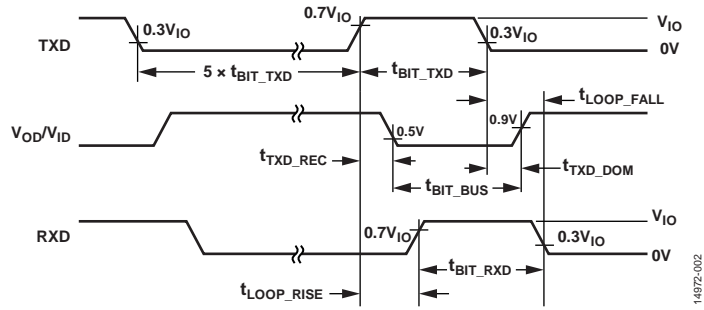 0.7V_IO
V_IO
0.3V_IO
0.3V_IO
TXD
0V
5 × t_BIT_TXD
t_BIT_TXD
t_LOOP_FALL
0.9V
V_OD/V_ID
0.5V
t_TXD_REC
t_TXD_DOM
t_BIT_BUS
V_IO
RXD
0.7V_IO
0.3V_IO
0V
t_BIT_RXD
t_LOOP_RISE
14972-002